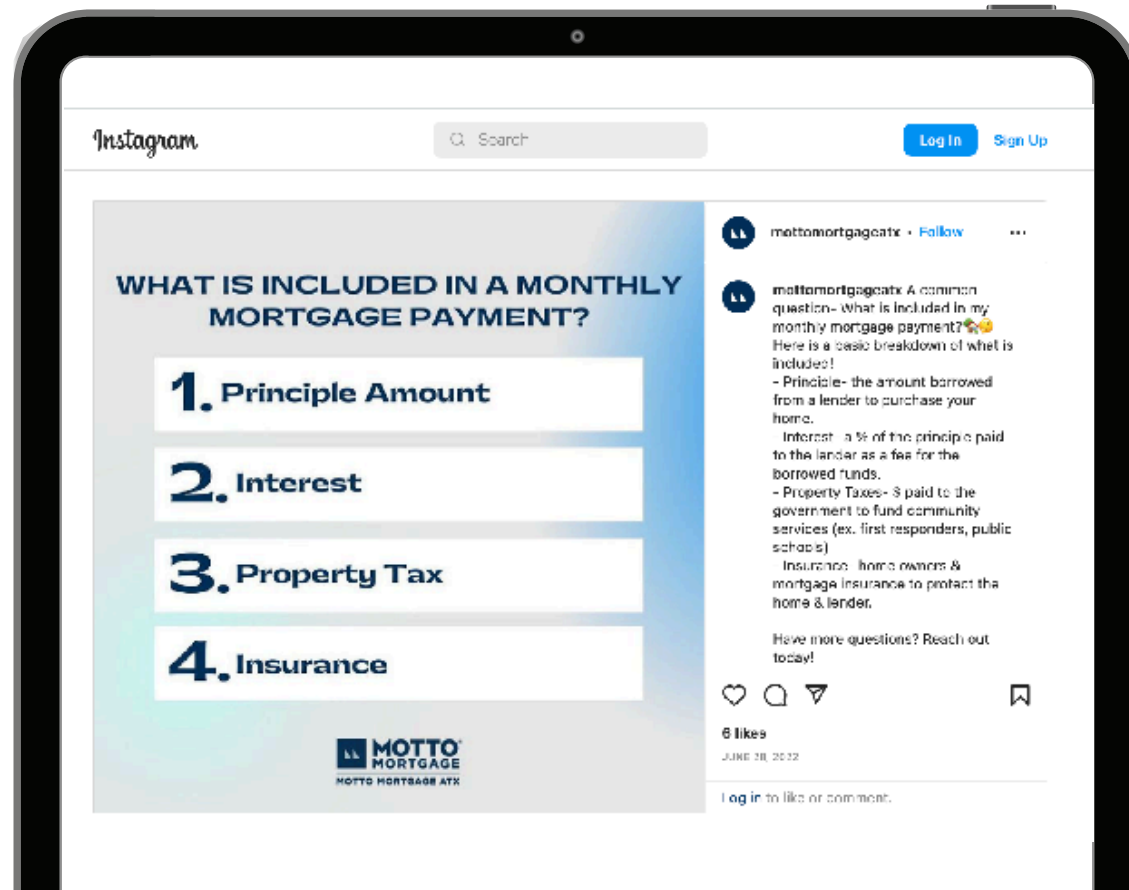 Instagram
Search
Log In
Sign Up
WHAT IS INCLUDED IN A MONTHLY
MORTGAGE PAYMENT?
1. Principle Amount
2. Interest
3. Property Tax
4. Insurance
MOTTO
MORTGAGE
MOTTO MORTGAGE ATX
mottomortgageatx • Follow
mottomortgageatx A common
question- What is included in my
monthly mortgage payment?🏡🤔
Here is a basic breakdown of what is
included!
- Principle- the amount borrowed
from a lender to purchase your
home.
- Interest- a % of the principle paid
to the lender as a fee for the
borrowed funds.
- Property Taxes- $ paid to the
government to fund community
services (ex. first responders, public
schools)
- Insurance- home owners &
mortgage insurance to protect the
home & lender.
Have more questions? Reach out
today!
6 likes
JUNE 28, 2022
Log in to like or comment.